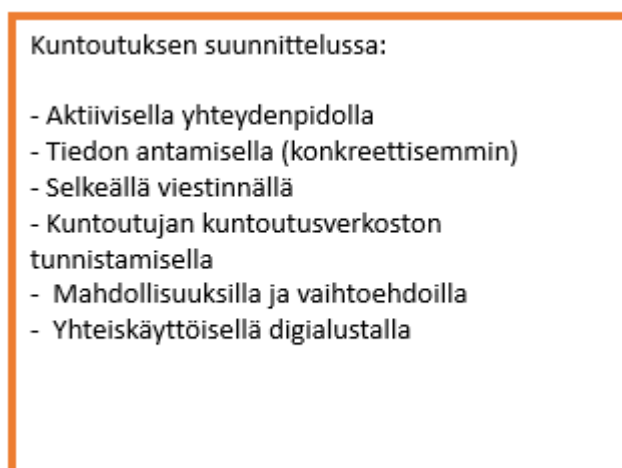 Kuntoutuksen suunnittelussa:
- Aktiivisella yhteydenpidolla
- Tiedon antamisella (konkreettisemmin)
- Selkeällä viestinnällä
- Kuntoutujan kuntoutusverkoston
tunnistamisella
- Mahdollisuuksilla ja vaihtoehdoilla
- Yhteiskäyttöisellä digialustalla